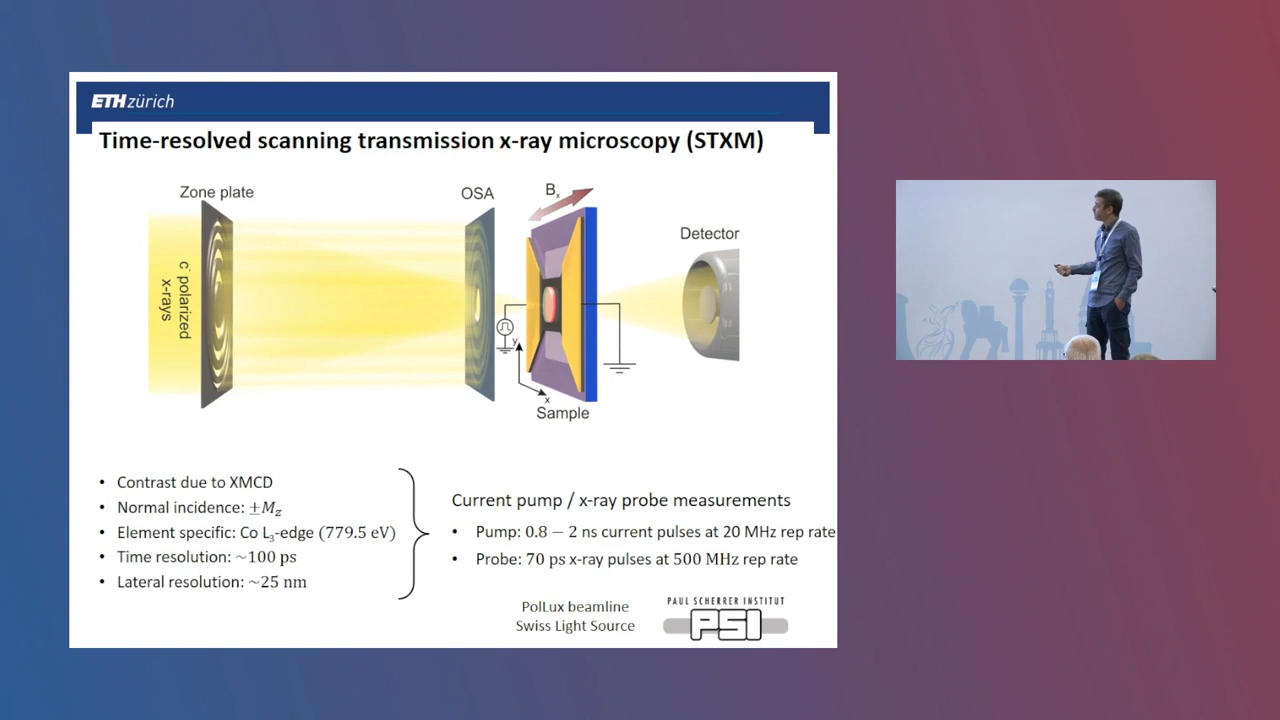 ETH zürich
Time-resolved scanning transmission x-ray microscopy (STXM)
Zone plate
OSA
Bx
Detector
c⁻ polarized
x-rays
y
x
Sample
• Contrast due to XMCD
• Normal incidence: ±M_z
• Element specific: Co L₃-edge (779.5 eV)
• Time resolution: ~100 ps
• Lateral resolution: ~25 nm
Current pump / x-ray probe measurements
• Pump: 0.8 − 2 ns current pulses at 20 MHz rep rate
• Probe: 70 ps x-ray pulses at 500 MHz rep rate
PolLux beamline
Swiss Light Source
PAUL SCHERRER INSTITUT
PSI